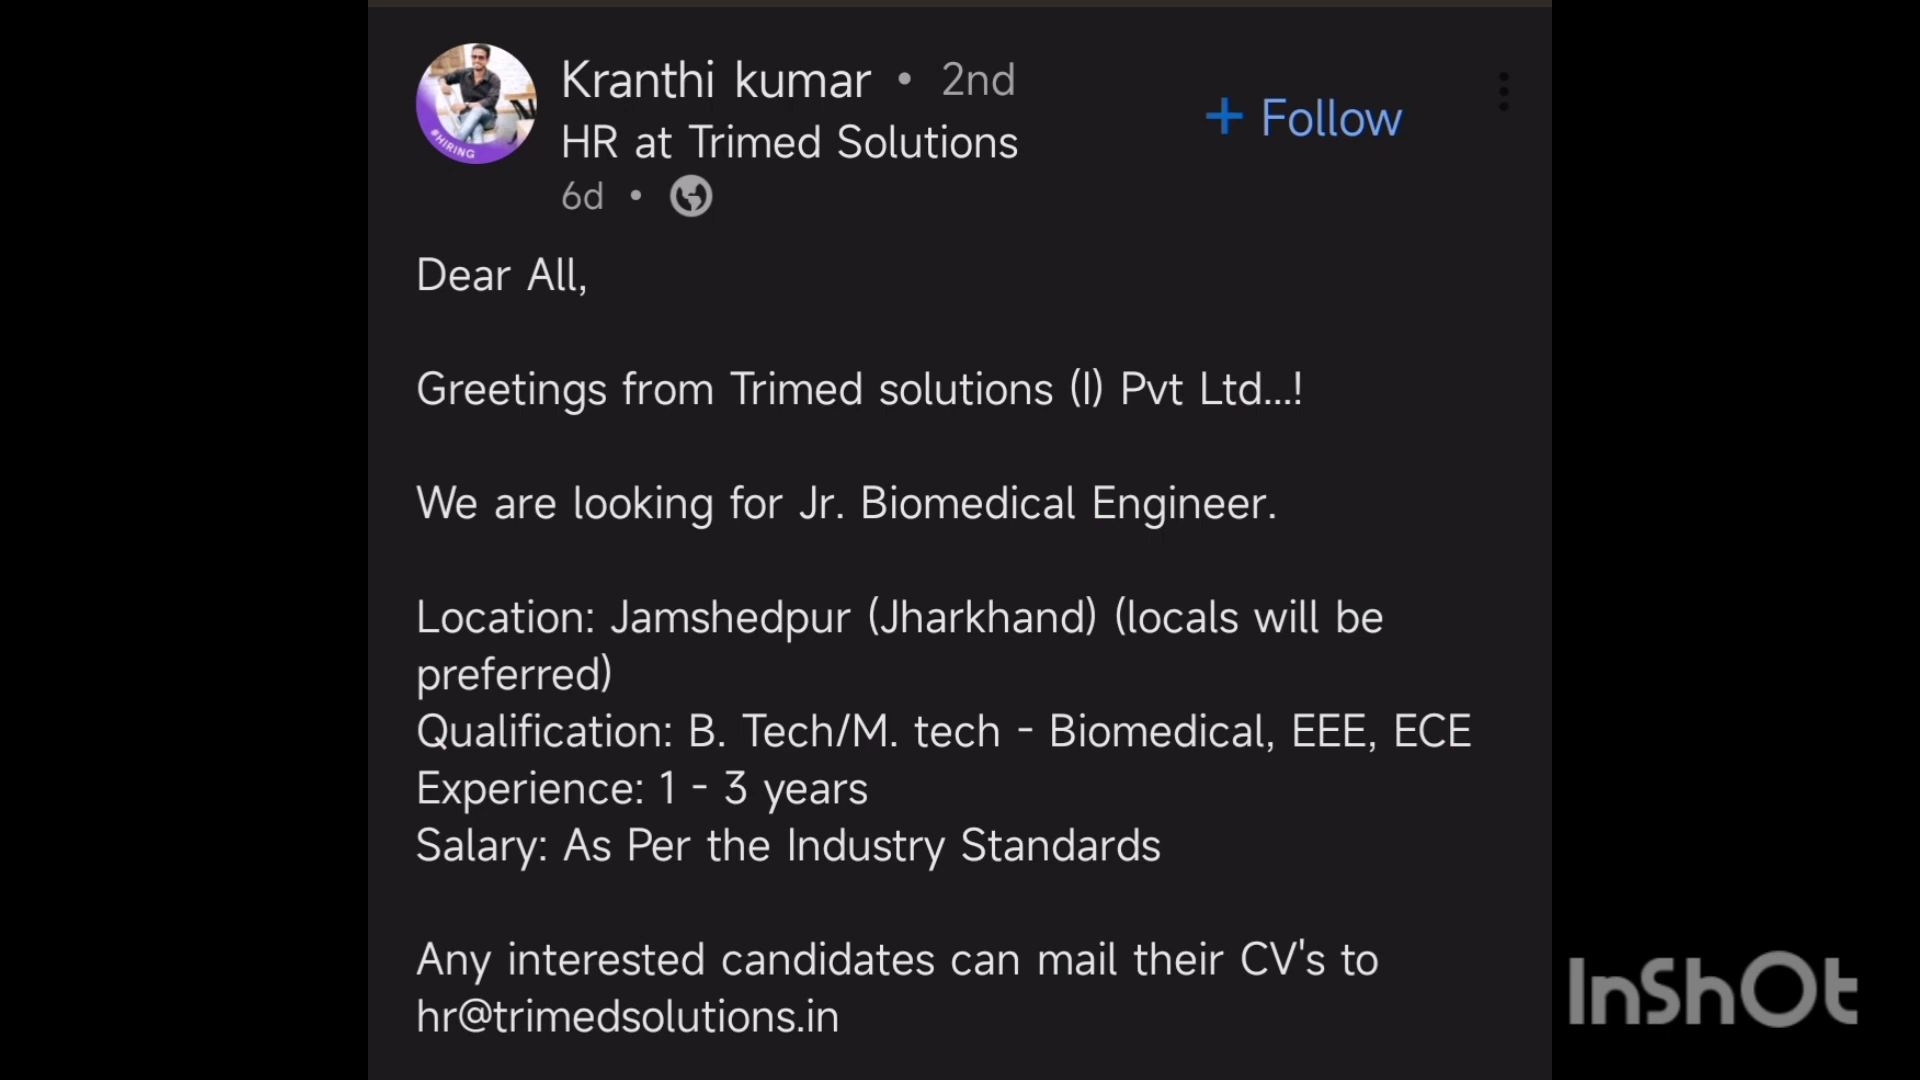 Kranthi kumar • 2nd
+ Follow
HR at Trimed Solutions
6d •
#HIRING
Dear All,
Greetings from Trimed solutions (I) Pvt Ltd...!
We are looking for Jr. Biomedical Engineer.
Location: Jamshedpur (Jharkhand) (locals will be
preferred)
Qualification: B. Tech/M. tech - Biomedical, EEE, ECE
Experience: 1 - 3 years
Salary: As Per the Industry Standards
Any interested candidates can mail their CV's to
hr@trimedsolutions.in
InShOt